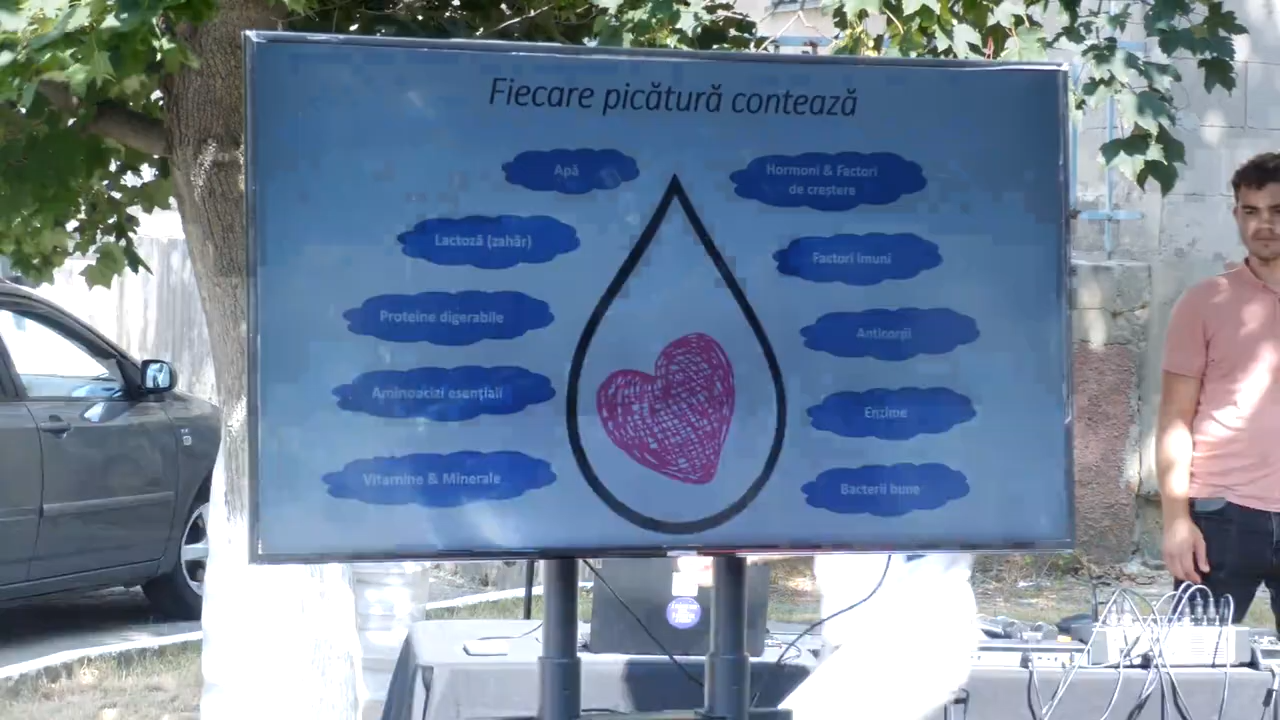 Fiecare picătură contează
Apă
Lactoză (zahăr)
Proteine digerabile
Aminoacizi esențiali
Vitamine & Minerale
Hormoni & Factori
de creștere
Factori imuni
Anticorpi
Enzime
Bacterii bune